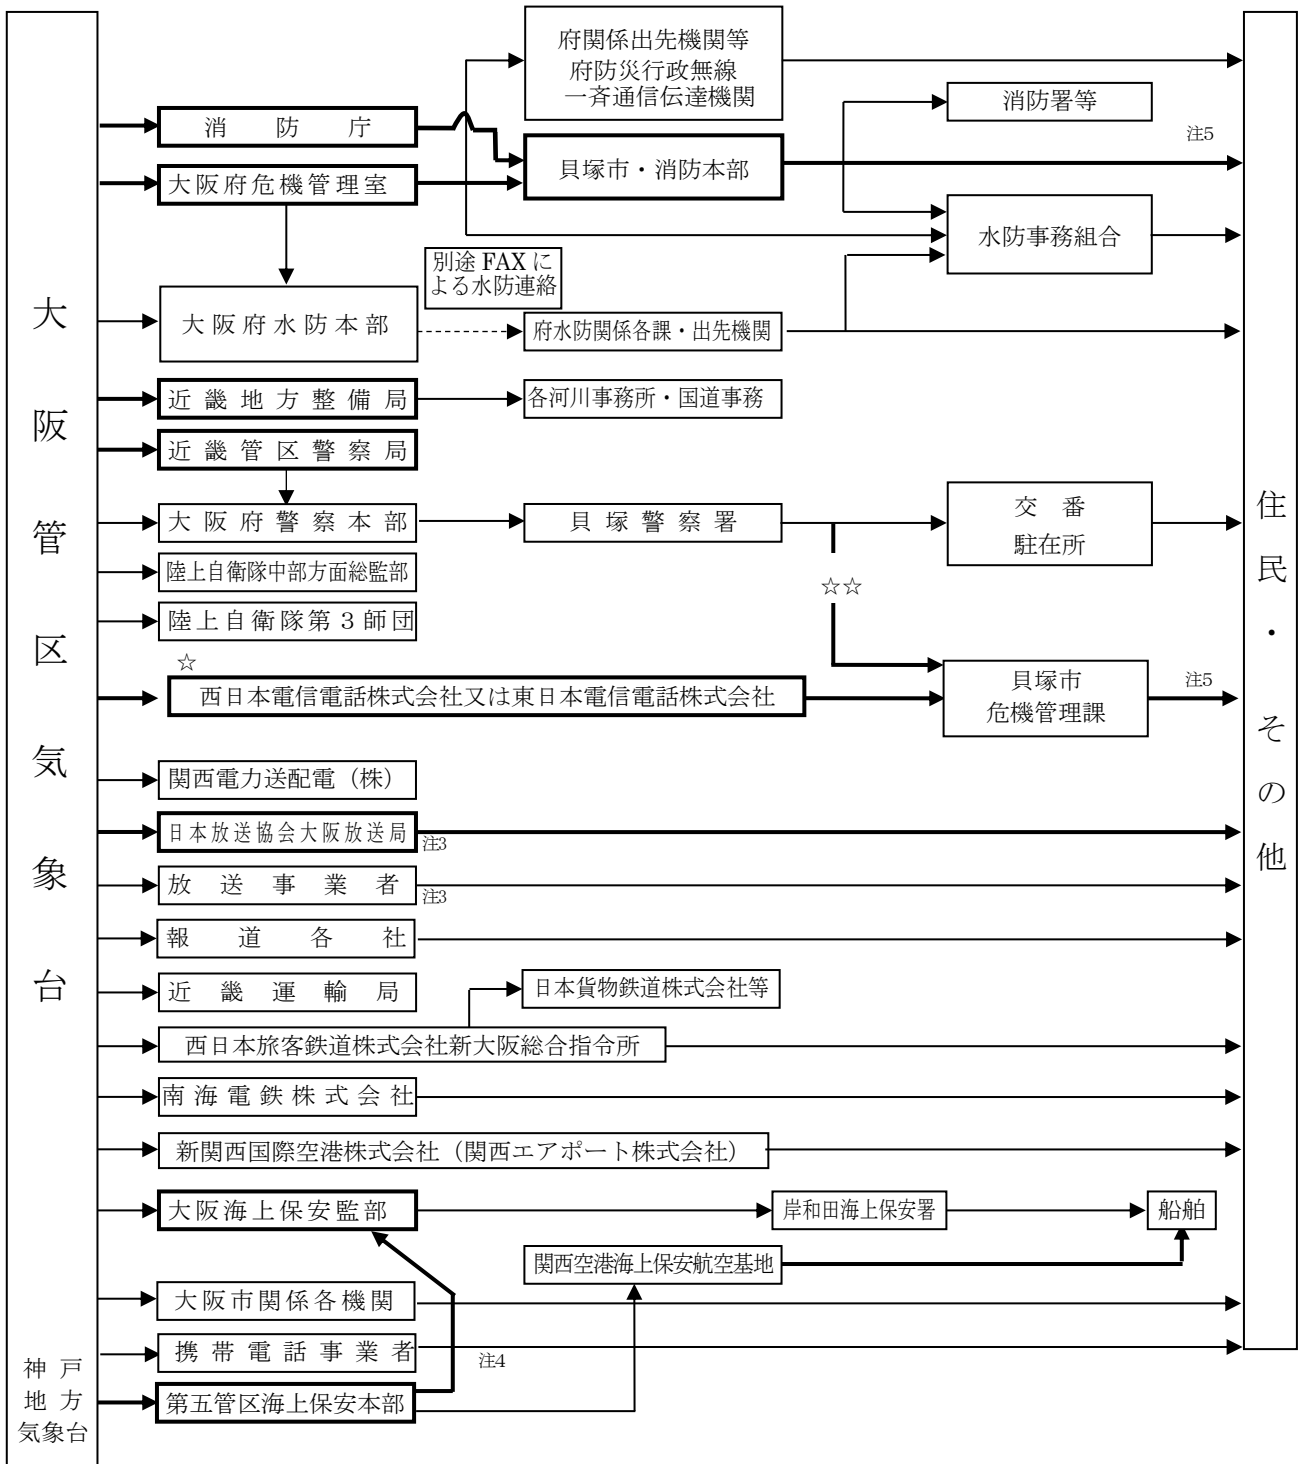 大阪管区気象台
神戸
地方
気象台
府関係出先機関等
府防災行政無線
一斉通信伝達機関
消防署等
消防庁
注5
貝塚市・消防本部
大阪府危機管理室
水防事務組合
別途 FAX に
よる水防連絡
大阪府水防本部
府水防関係各課・出先機関
近畿地方整備局
各河川事務所・国道事務
近畿管区警察局
大阪府警察本部
貝塚警察署
交番
駐在所
陸上自衛隊中部方面総監部
☆☆
陸上自衛隊第３師団
☆
西日本電信電話株式会社又は東日本電信電話株式会社
貝塚市
危機管理課
注5
関西電力送配電（株）
日本放送協会大阪放送局
注3
放送事業者
注3
報道各社
近畿運輸局
日本貨物鉄道株式会社等
西日本旅客鉄道株式会社新大阪総合指令所
南海電鉄株式会社
新関西国際空港株式会社（関西エアポート株式会社）
大阪海上保安監部
岸和田海上保安署
船舶
関西空港海上保安航空基地
大阪市関係各機関
携帯電話事業者
注4
第五管区海上保安本部
住民・その他